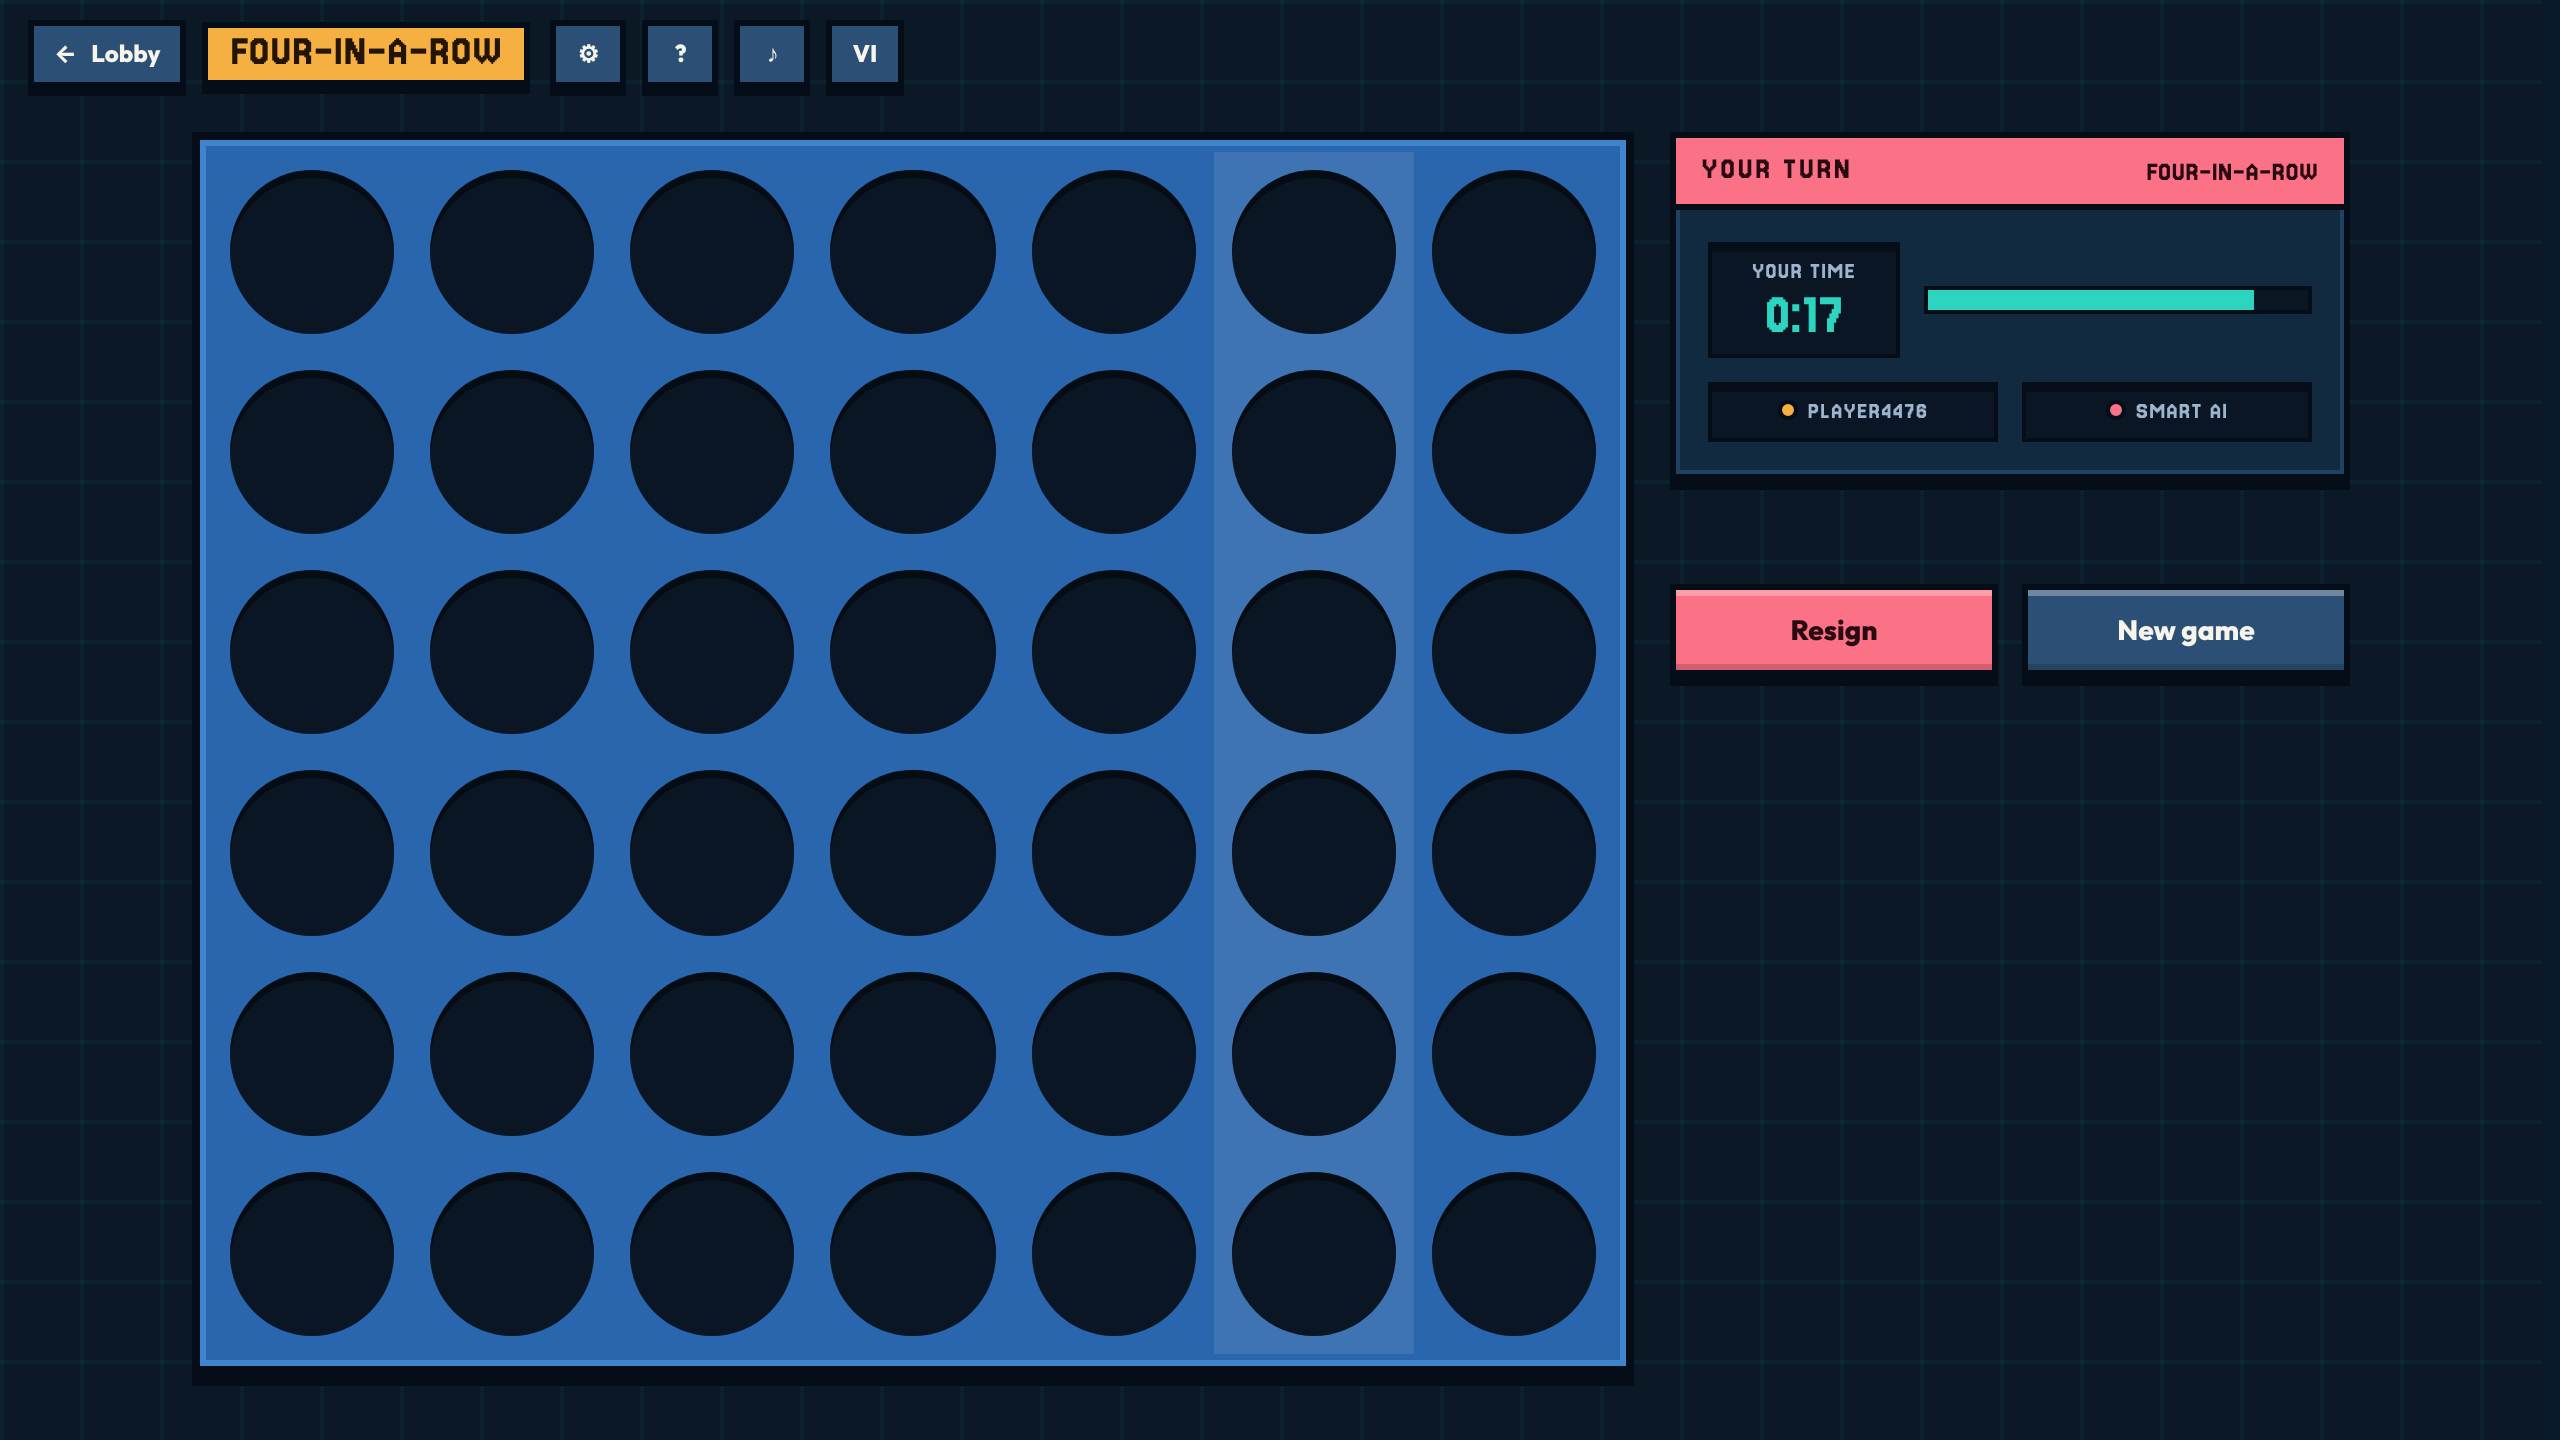 ← Lobby
FOUR-IN-A-ROW
⚙
?
♪
VI
YOUR TURN
FOUR-IN-A-ROW
YOUR TIME
0:17
PLAYER4476
SMART AI
Resign
New game